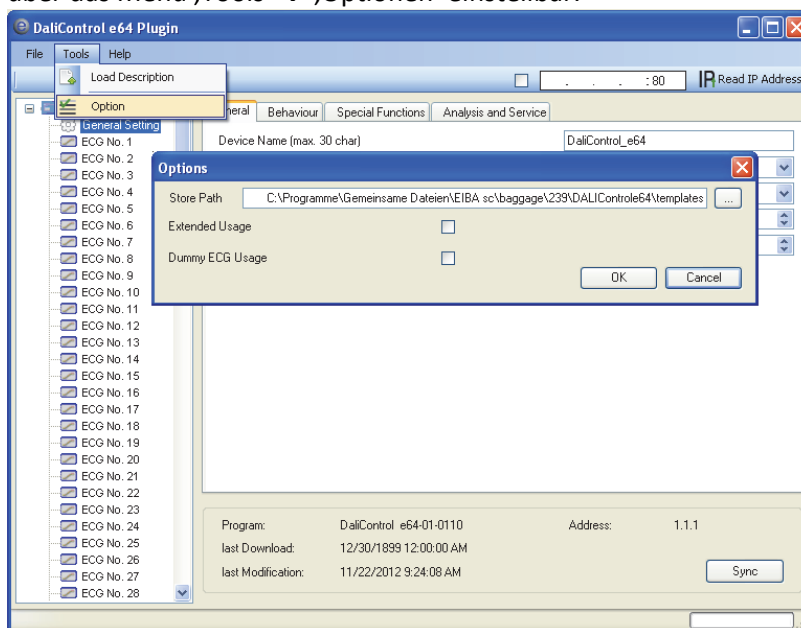 über das Menü ,Tools‘ → ,Optionen‘ einstellbar.
DaliControl e64 Plugin
File Tools Help
Load Description
Option
: 80 Read IP Address
General Setting
ECG No. 1
ECG No. 2
ECG No. 3
ECG No. 4
ECG No. 5
ECG No. 6
ECG No. 7
ECG No. 8
ECG No. 9
ECG No. 10
ECG No. 11
ECG No. 12
ECG No. 13
ECG No. 14
ECG No. 15
ECG No. 16
ECG No. 17
ECG No. 18
ECG No. 19
ECG No. 20
ECG No. 21
ECG No. 22
ECG No. 23
ECG No. 24
ECG No. 25
ECG No. 26
ECG No. 27
ECG No. 28
neral Behaviour Special Functions Analysis and Service
Device Name (max. 30 char) DaliControl_e64
Options
Store Path C:\Programme\Gemeinsame Dateien\EIBA sc\baggage\239\DALIControle64\templates ...
Extended Usage
Dummy ECG Usage
OK Cancel
Program: DaliControl e64-01-0110 Address: 1.1.1
last Download: 12/30/1899 12:00:00 AM
last Modification: 11/22/2012 9:24:08 AM Sync